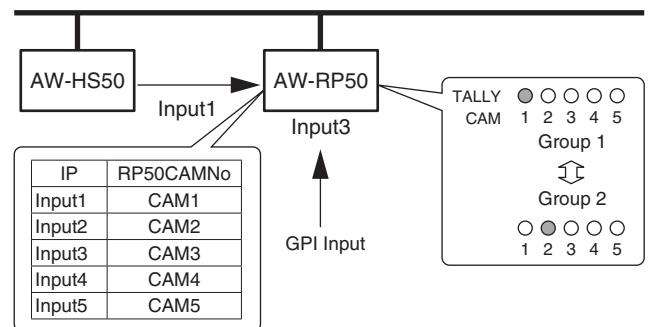 AW-HS50
AW-RP50
Input1
Input3
GPI Input
IP RP50CAMNo
Input1 CAM1
Input2 CAM2
Input3 CAM3
Input4 CAM4
Input5 CAM5
TALLY
CAM 1 2 3 4 5
Group 1
Group 2
1 2 3 4 5